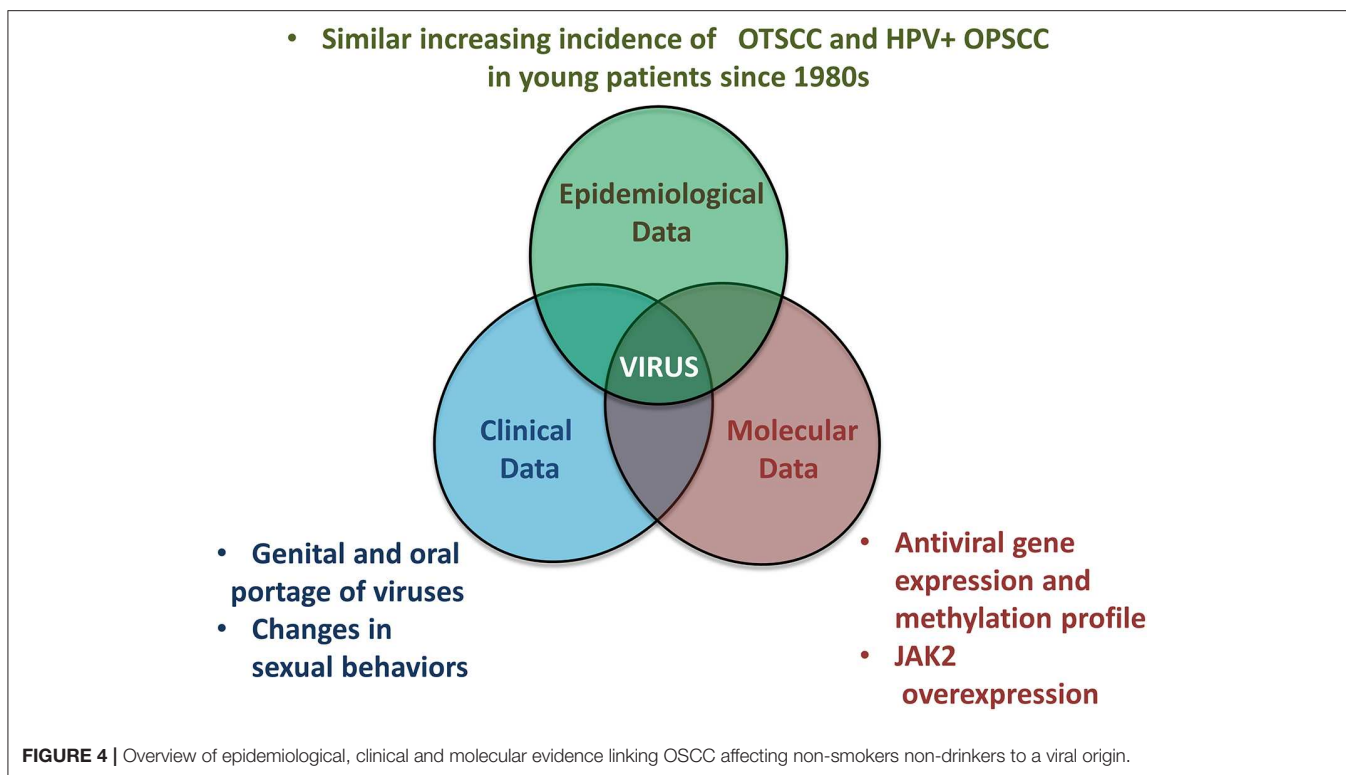 • Similar increasing incidence of OTSCC and HPV+ OPSCC
in young patients since 1980s
Epidemiological
Data
VIRUS
Clinical
Data
Molecular
Data
• Genital and oral
portage of viruses
• Changes in
sexual behaviors
• Antiviral gene
expression and
methylation profile
• JAK2
overexpression
FIGURE 4 | Overview of epidemiological, clinical and molecular evidence linking OSCC affecting non-smokers non-drinkers to a viral origin.